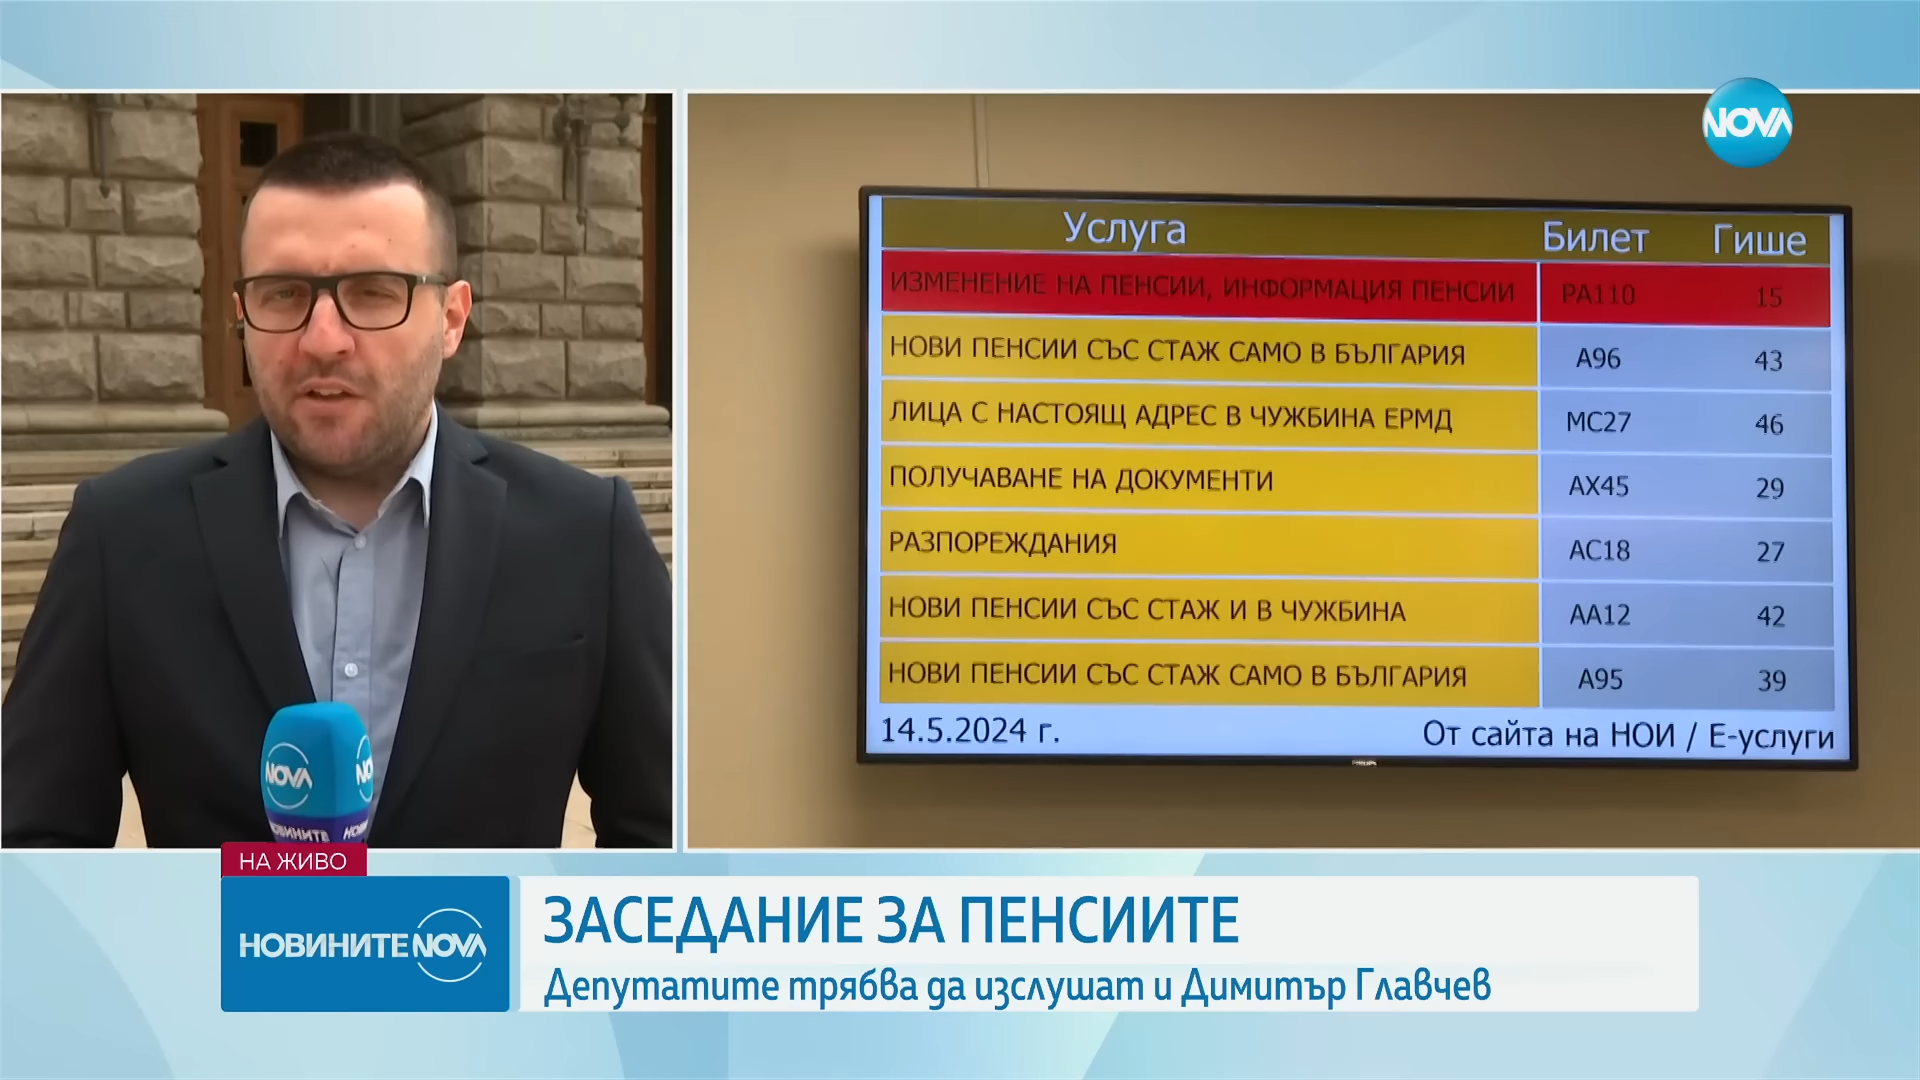 NOVA
Услуга Билет Гише
ИЗМЕНЕНИЕ НА ПЕНСИИ, ИНФОРМАЦИЯ ПЕНСИИ РА110 15
НОВИ ПЕНСИИ СЪС СТАЖ САМО В БЪЛГАРИЯ А96 43
ЛИЦА С НАСТОЯЩ АДРЕС В ЧУЖБИНА ЕРМД МС27 46
ПОЛУЧАВАНЕ НА ДОКУМЕНТИ АХ45 29
РАЗПОРЕЖДАНИЯ АС18 27
НОВИ ПЕНСИИ СЪС СТАЖ И В ЧУЖБИНА АА12 42
НОВИ ПЕНСИИ СЪС СТАЖ САМО В БЪЛГАРИЯ А95 39
14.5.2024 г. От сайта на НОИ / Е-услуги
PHILIPS
NOVA
НОВИНИТЕ
НА ЖИВО
НОВИНИТЕ NOVA
ЗАСЕДАНИЕ ЗА ПЕНСИИТЕ
Депутатите трябва да изслушат и Димитър Главчев